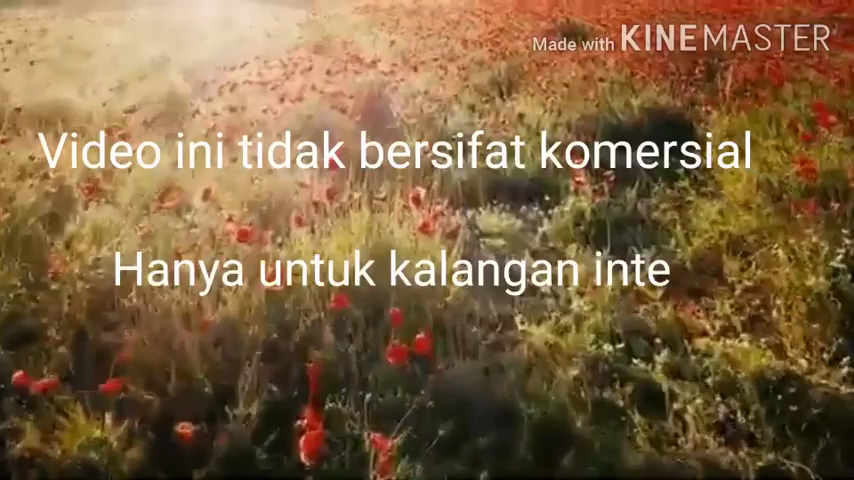 Made with KINEMASTER
Video ini tidak bersifat komersial
Hanya untuk kalangan inte